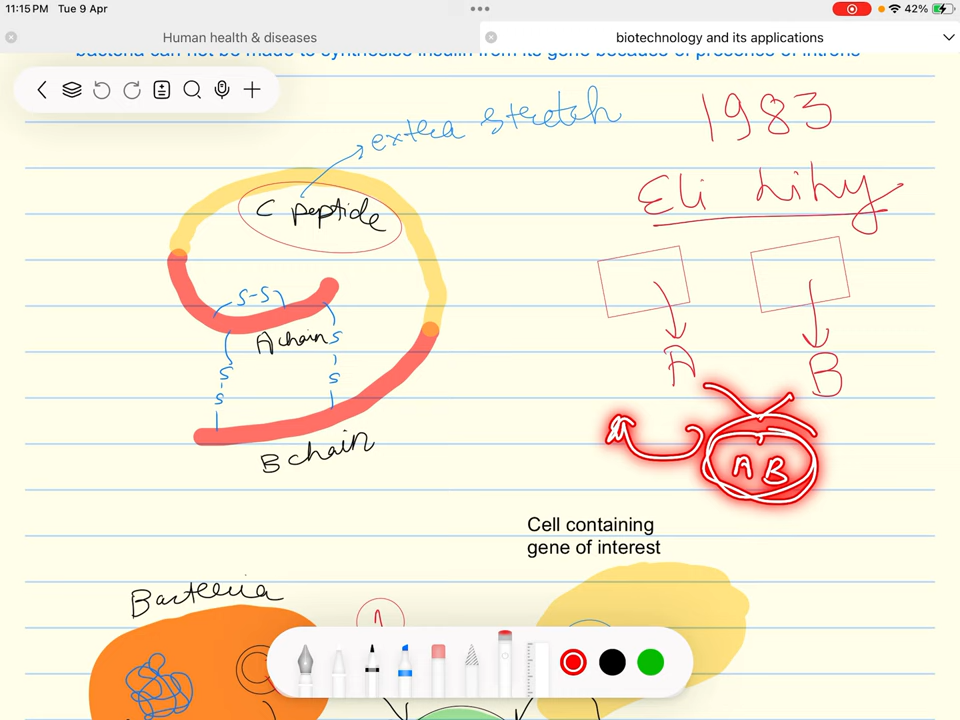 11:15 PM Tue 9 Apr
42%
Human health & diseases
biotechnology and its applications
bacteria can not be made to synthesise insulin from its gene because of presence of introns
extra stretch
1983
C peptide
Eli Lihy
S-S
A chain
S
S
S
S
A
B
B chain
A B
Cell containing
gene of interest
Bacteria